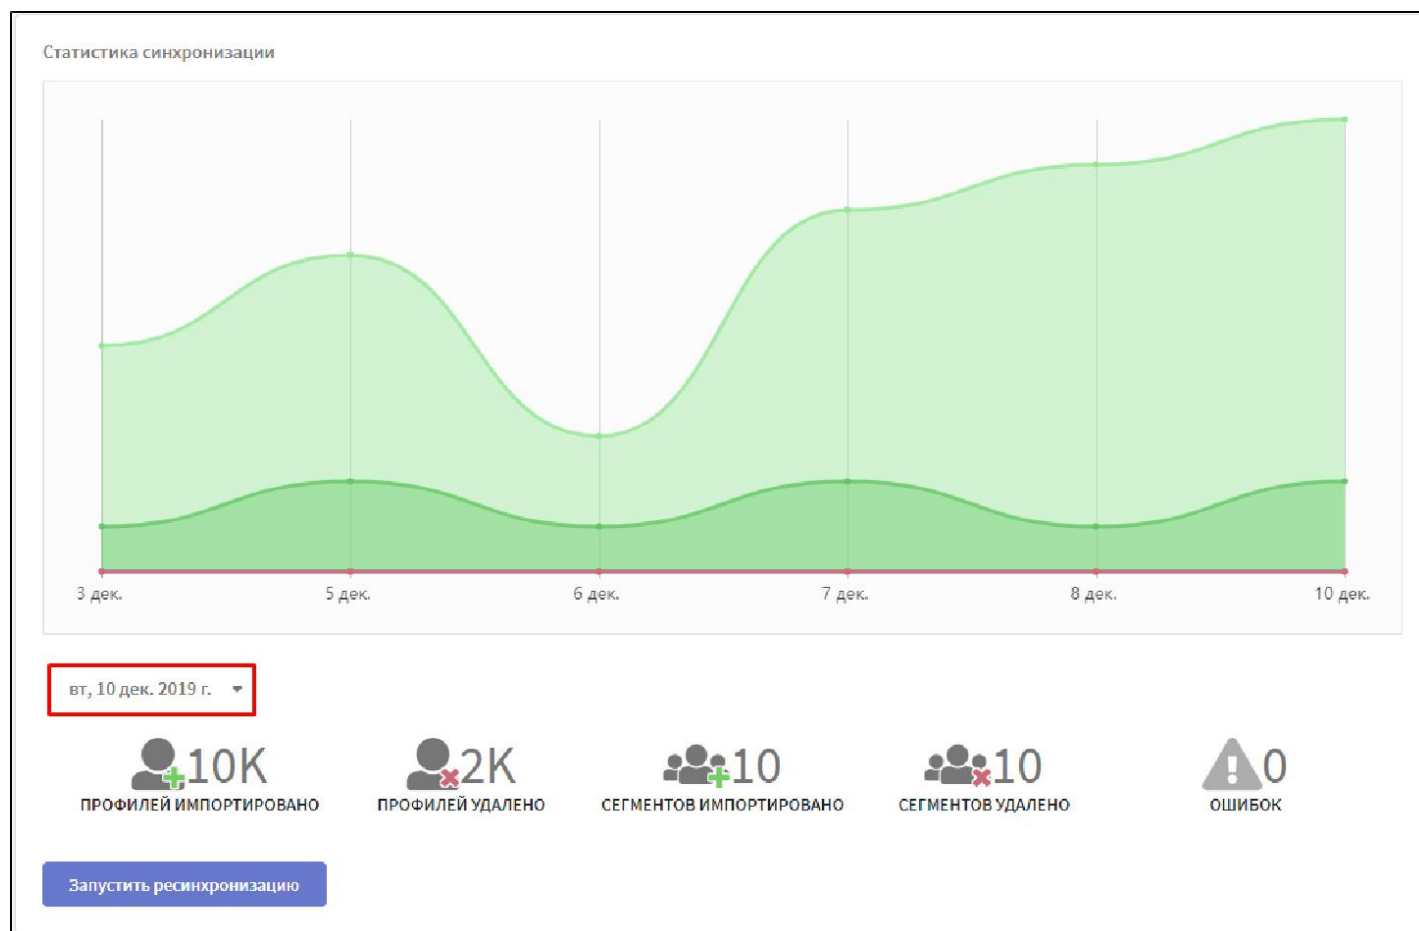 Статистика синхронизации
3 дек. 5 дек. 6 дек. 7 дек. 8 дек. 10 дек.
вт, 10 дек. 2019 г.
10K 2K 10 10 0
ПРОФИЛЕЙ ИМПОРТИРОВАНО ПРОФИЛЕЙ УДАЛЕНО СЕГМЕНТОВ ИМПОРТИРОВАНО СЕГМЕНТОВ УДАЛЕНО ОШИБОК
Запустить ресинхронизацию